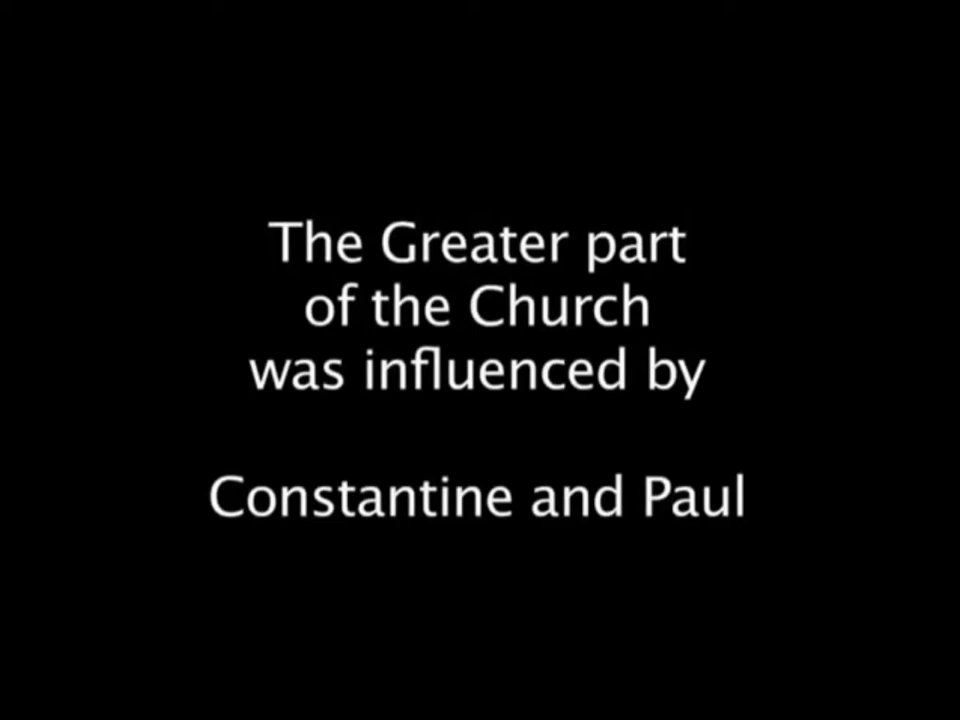 The Greater part
of the Church
was influenced by
Constantine and Paul